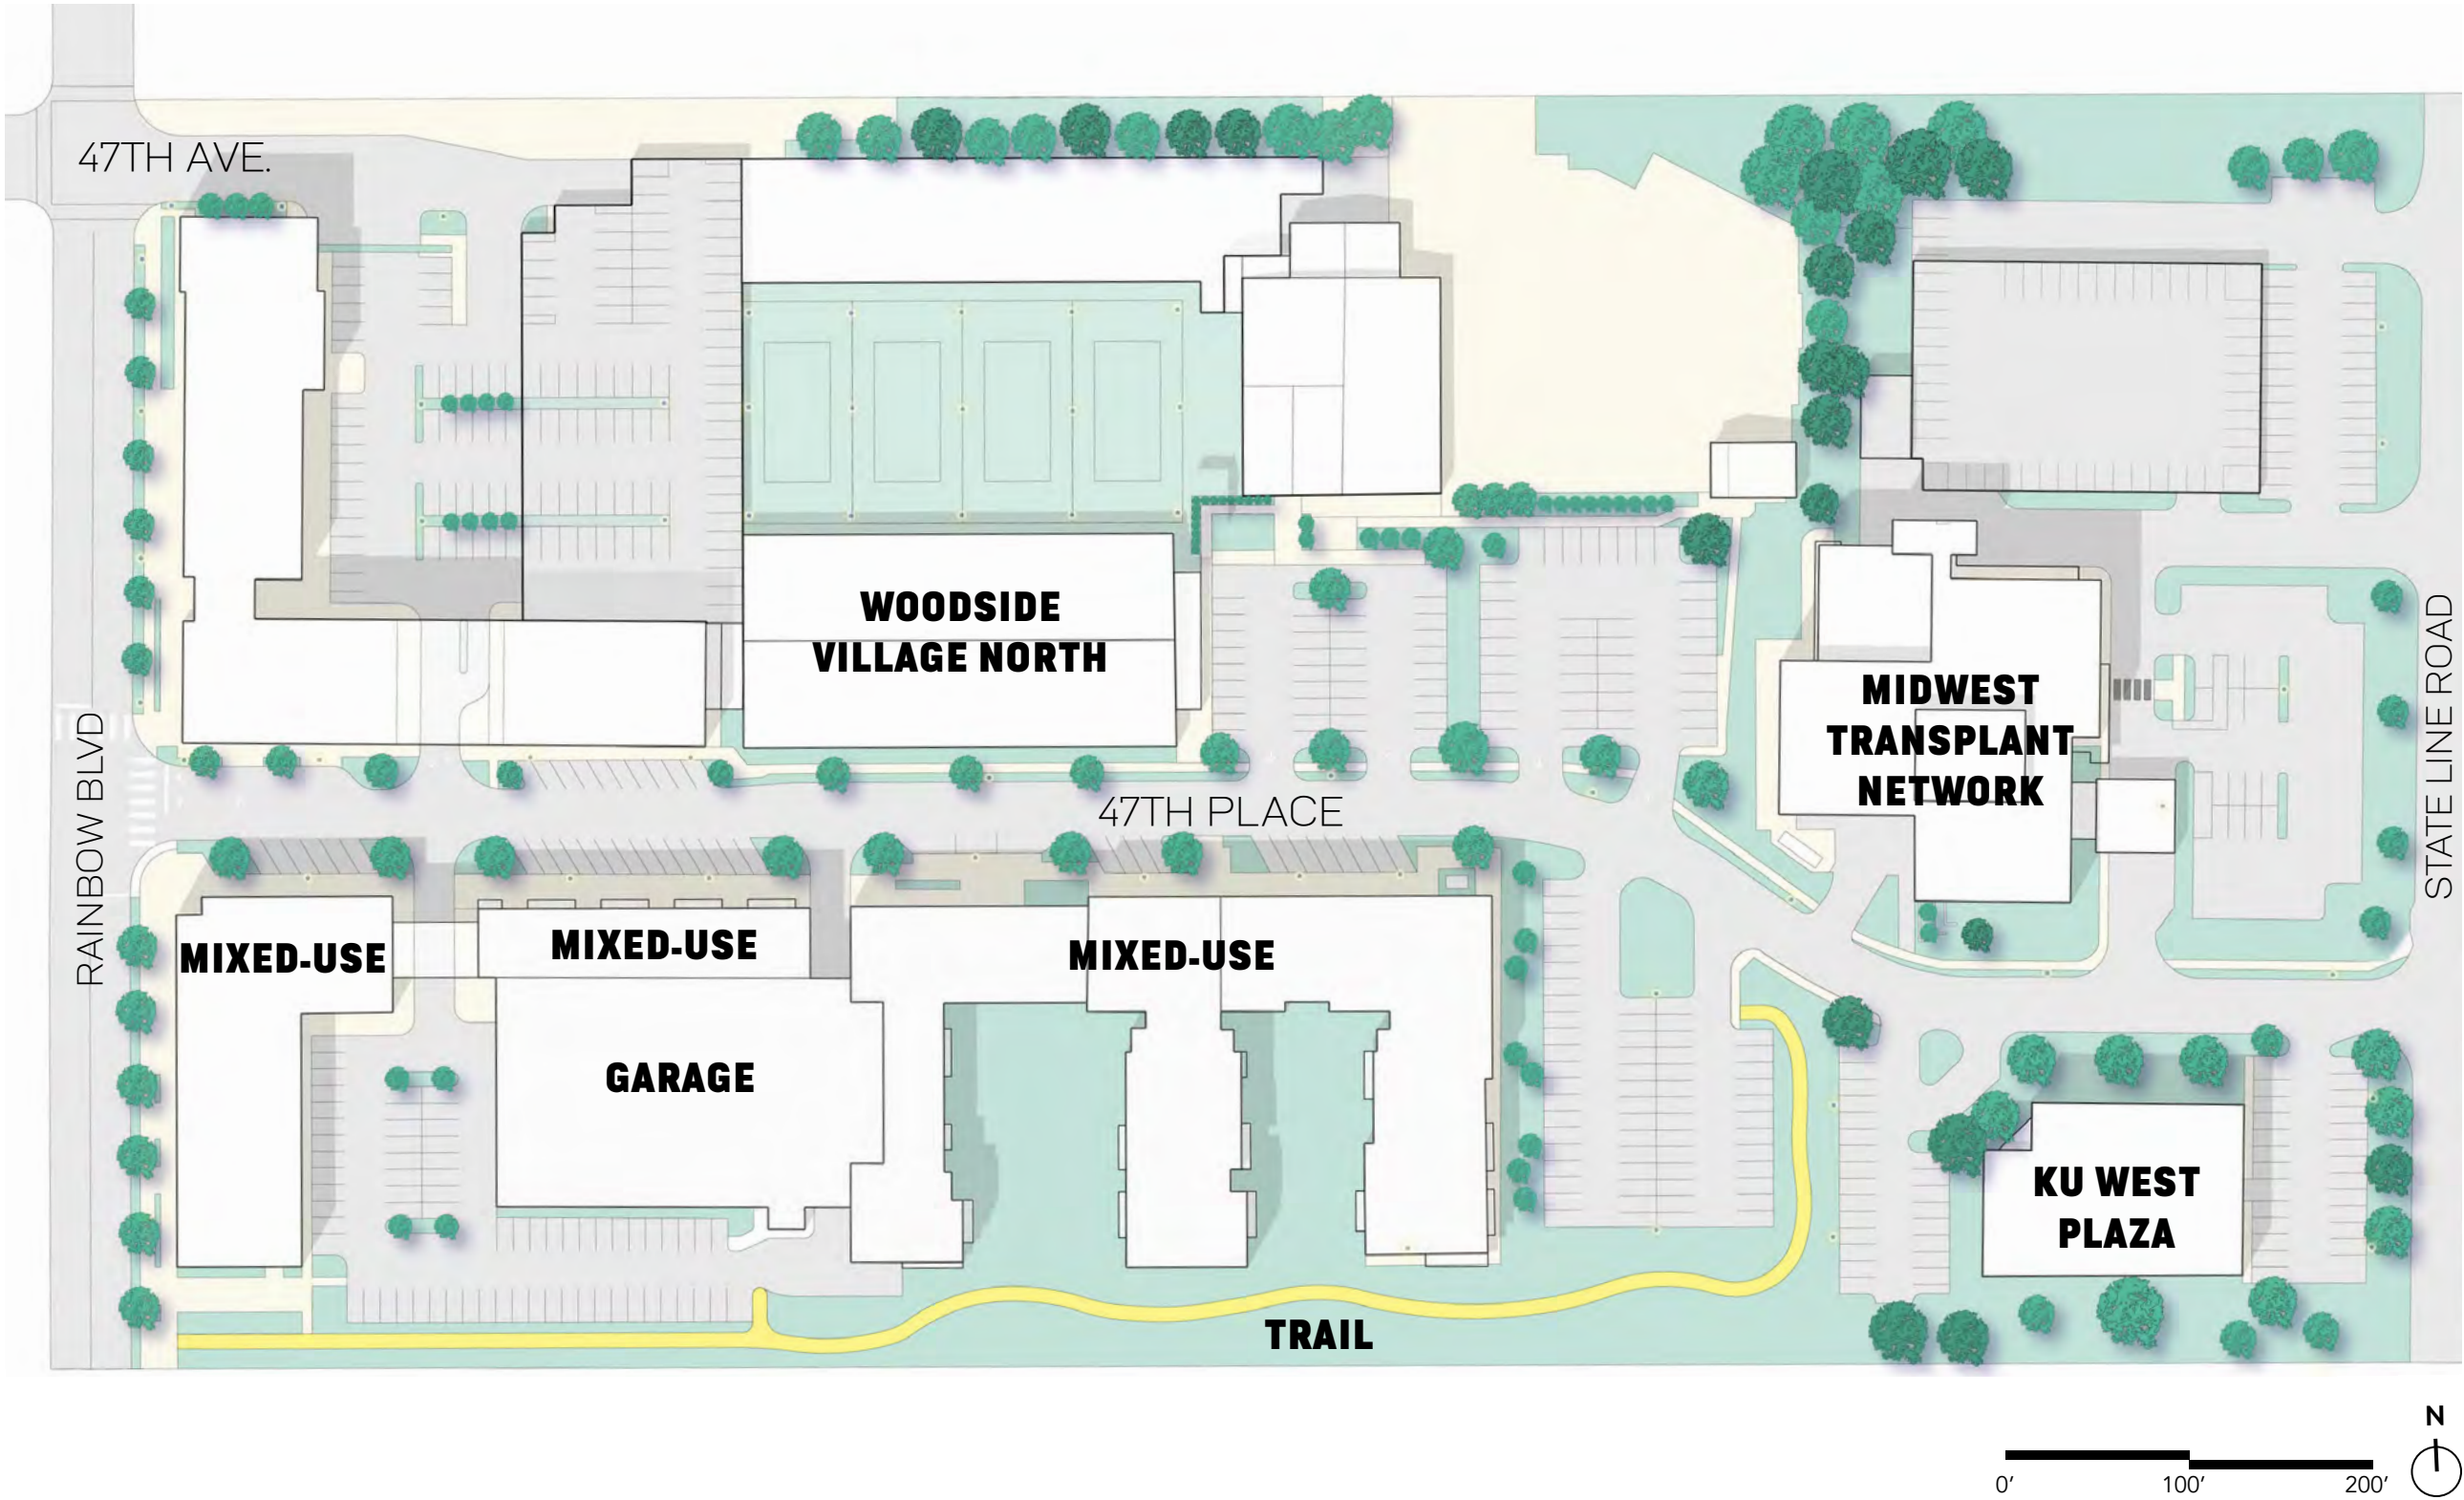 47TH AVE.
WOODSIDE
VILLAGE NORTH
MIDWEST
TRANSPLANT
NETWORK
STATE LINE ROAD
RAINBOW BLVD
47TH PLACE
MIXED-USE
MIXED-USE
MIXED-USE
GARAGE
KU WEST
PLAZA
TRAIL
N
0' 100' 200'